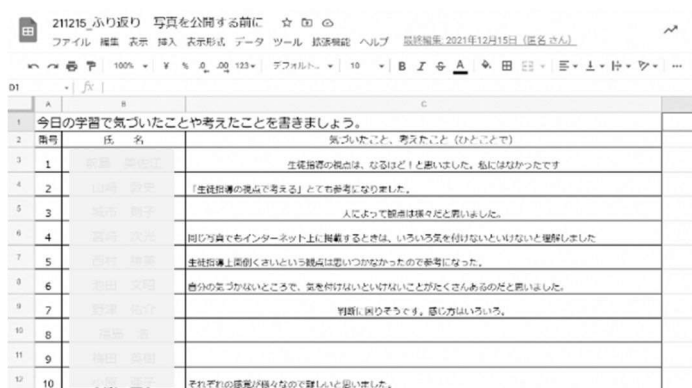 211215_ふり返り 写真を公開する前に
ファイル 編集 表示 挿入 表示形式 データ ツール 拡張機能 ヘルプ 最終編集: 2021年12月15日（匿名さん）
100% ¥ % .0 .00 123 デフォルト... 10 B I S A
D1 fx
A B C
1 今日の学習で気づいたことや考えたことを書きましょう。
2 番号 氏 名 気づいたこと、考えたこと（ひとことで）
3 1 生徒指導の視点は、なるほど！と思いました。私にはなかったです
4 2 「生徒指導の視点で考える」とても参考になりました。
5 3 人によって観点は様々だと思いました。
6 4 同じ写真でもインターネット上に掲載するときは、いろいろ気を付けないといけないと理解しました
7 5 生徒指導上面倒くさいという観点は思いつかなかったので参考になった。
8 6 自分の気づかないところで、気を付けないといけないことがたくさんあるのだと思いました。
9 7 判断に困りそうです。感じ方はいろいろ。
10 8
11 9
12 10 それぞれの感覚が様々なので難しいと思いました。